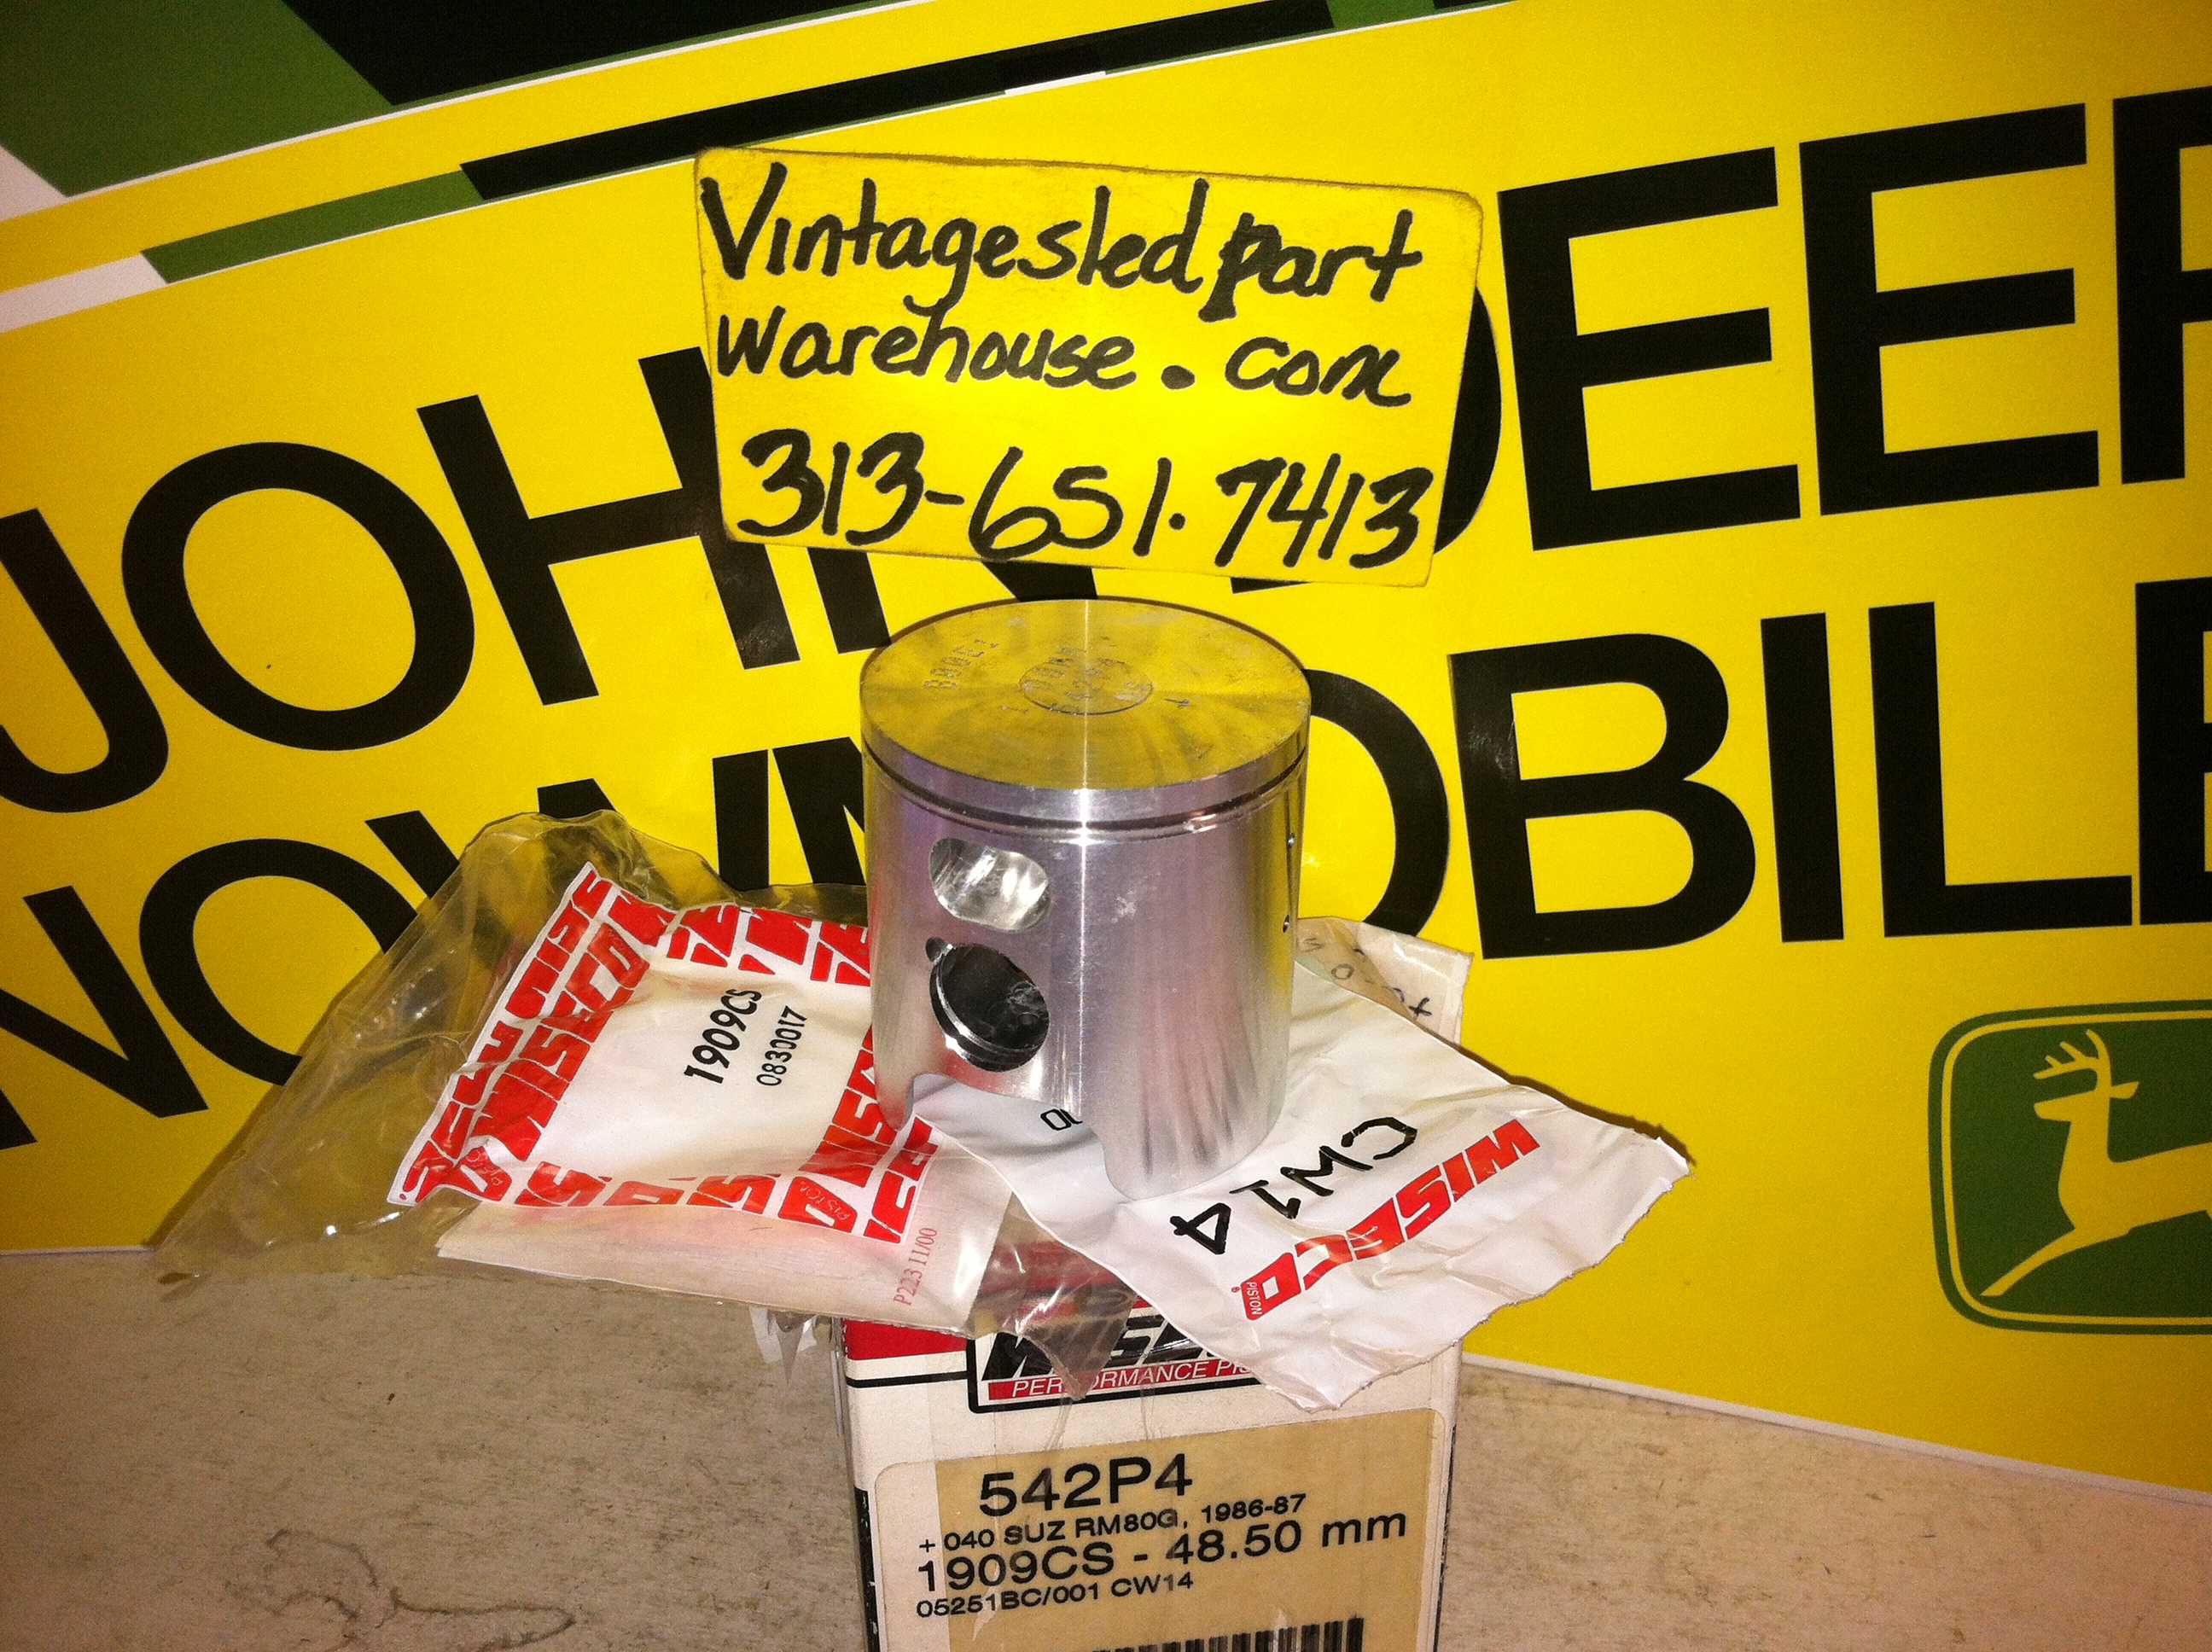 Vintagesled part
Warehouse.com
313-651.7413
JOHN DEER
NOWMOBILE
WISECO
1909CS
0830017
P223 11/00
CW14
WISECO
PISTON
PERFORMANCE
542P4
+ 040 SUZ RM80G, 1986-87
1909CS - 48.50 mm
05251BC/001 CW14